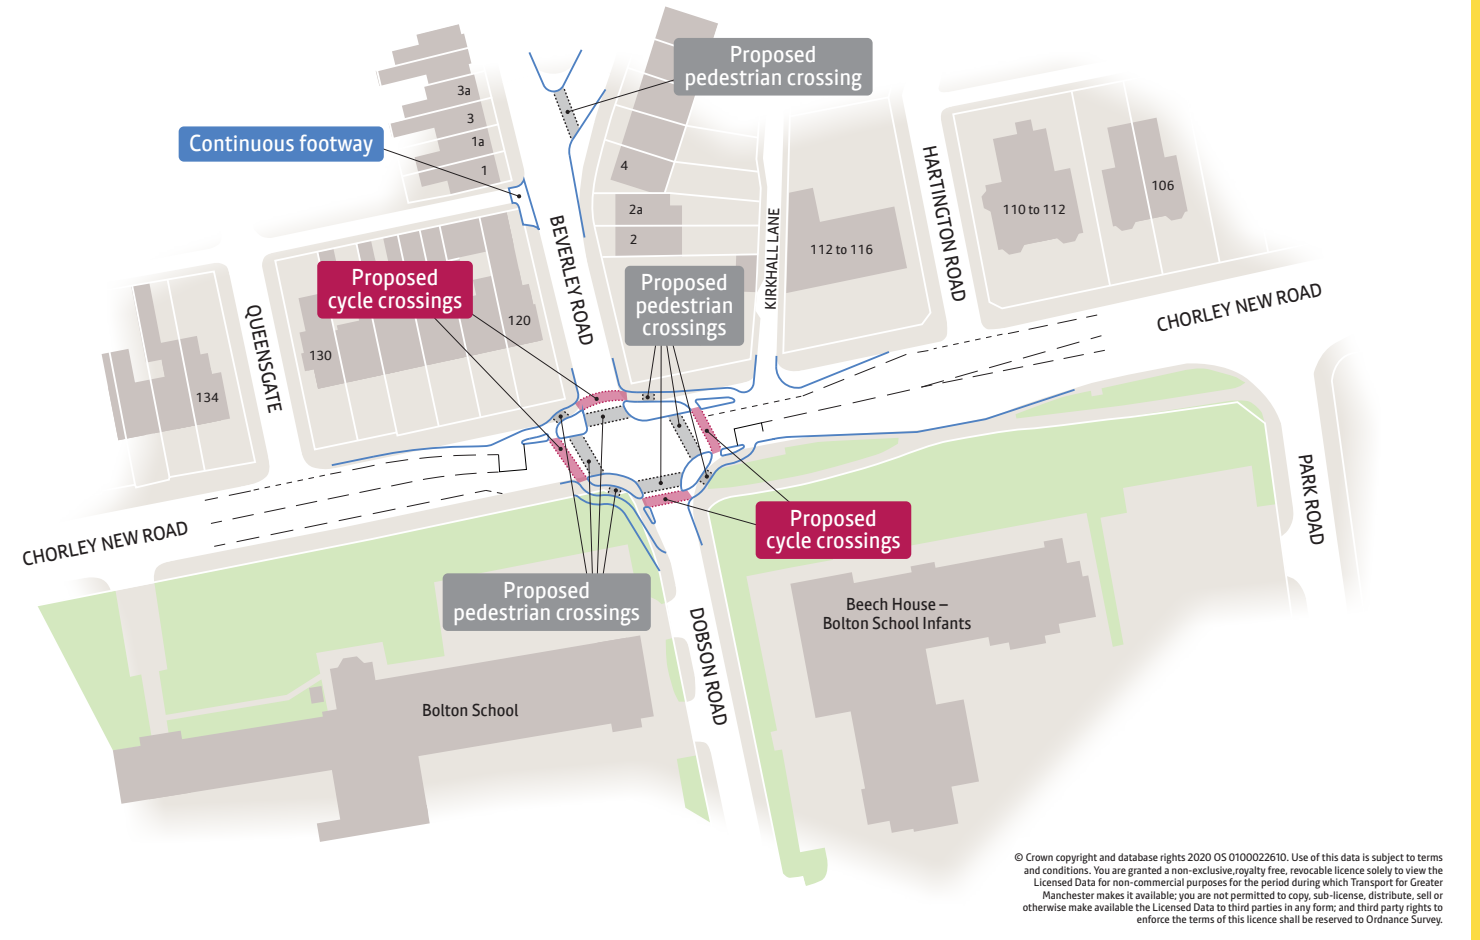 Proposed
pedestrian crossing
3a
3
1a
1
Continuous footway
4
2a
2
106
110 to 112
112 to 116
HARTINGTON ROAD
KIRKHALL LANE
BEVERLEY ROAD
Proposed
cycle crossings
Proposed
pedestrian
crossings
CHORLEY NEW ROAD
QUEENSGATE
120
130
134
PARK ROAD
Proposed
cycle crossings
CHORLEY NEW ROAD
Proposed
pedestrian crossings
Beech House –
Bolton School Infants
DOBSON ROAD
Bolton School
© Crown copyright and database rights 2020 OS 0100022610. Use of this data is subject to terms
and conditions. You are granted a non-exclusive,royalty free, revocable licence solely to view the
Licensed Data for non-commercial purposes for the period during which Transport for Greater
Manchester makes it available; you are not permitted to copy, sub-license, distribute, sell or
otherwise make available the Licensed Data to third parties in any form; and third party rights to
enforce the terms of this licence shall be reserved to Ordnance Survey.